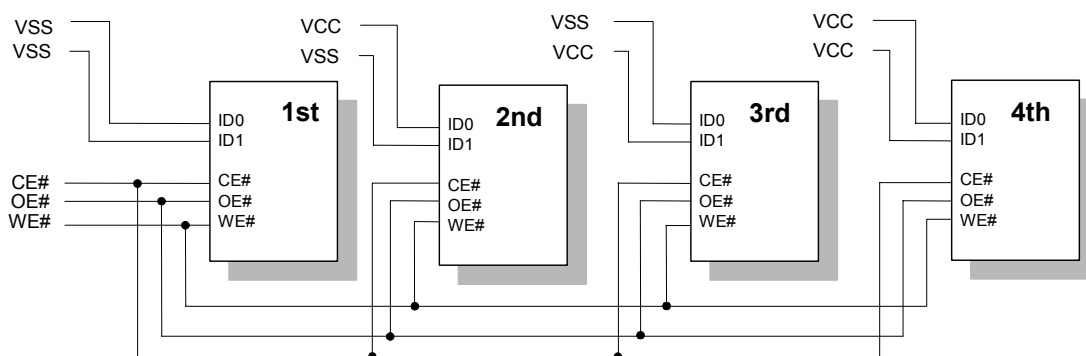 VSS
VSS
1st
ID0
ID1
CE#
OE#
WE#
CE#
OE#
WE#
VCC
VSS
2nd
ID0
ID1
CE#
OE#
WE#
VSS
VCC
3rd
ID0
ID1
CE#
OE#
WE#
VCC
VCC
4th
ID0
ID1
CE#
OE#
WE#